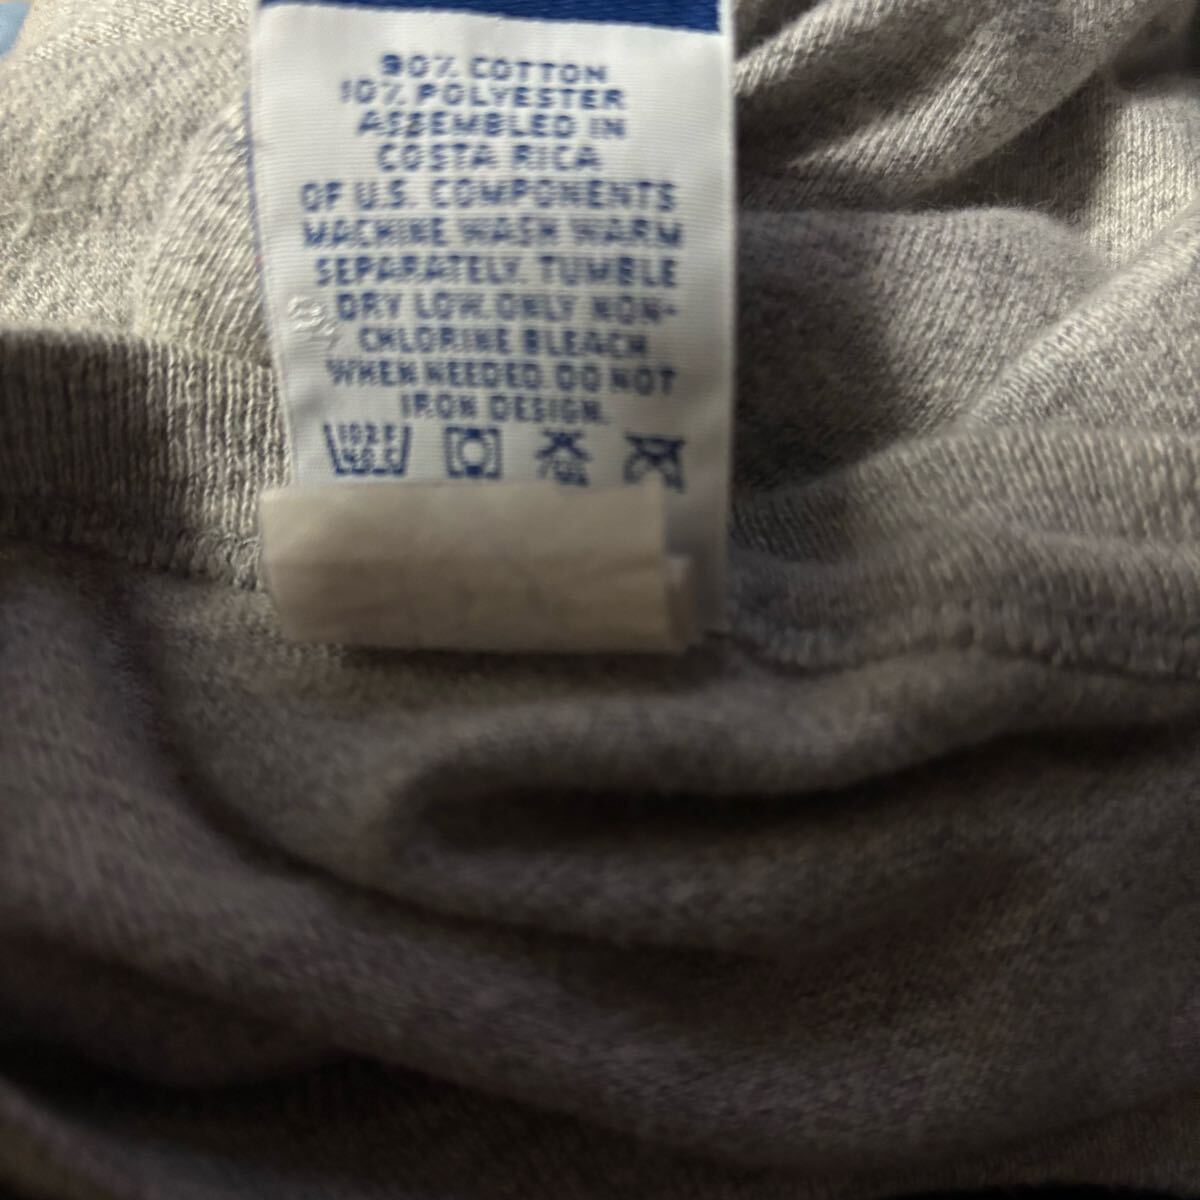 90% COTTON
10% POLYESTER
ASSEMBLED IN
COSTA RICA
OF U.S. COMPONENTS
MACHINE WASH WARM
SEPARATELY. TUMBLE
DRY LOW. ONLY NON-
CHLORINE BLEACH
WHEN NEEDED. DO NOT
IRON DESIGN.